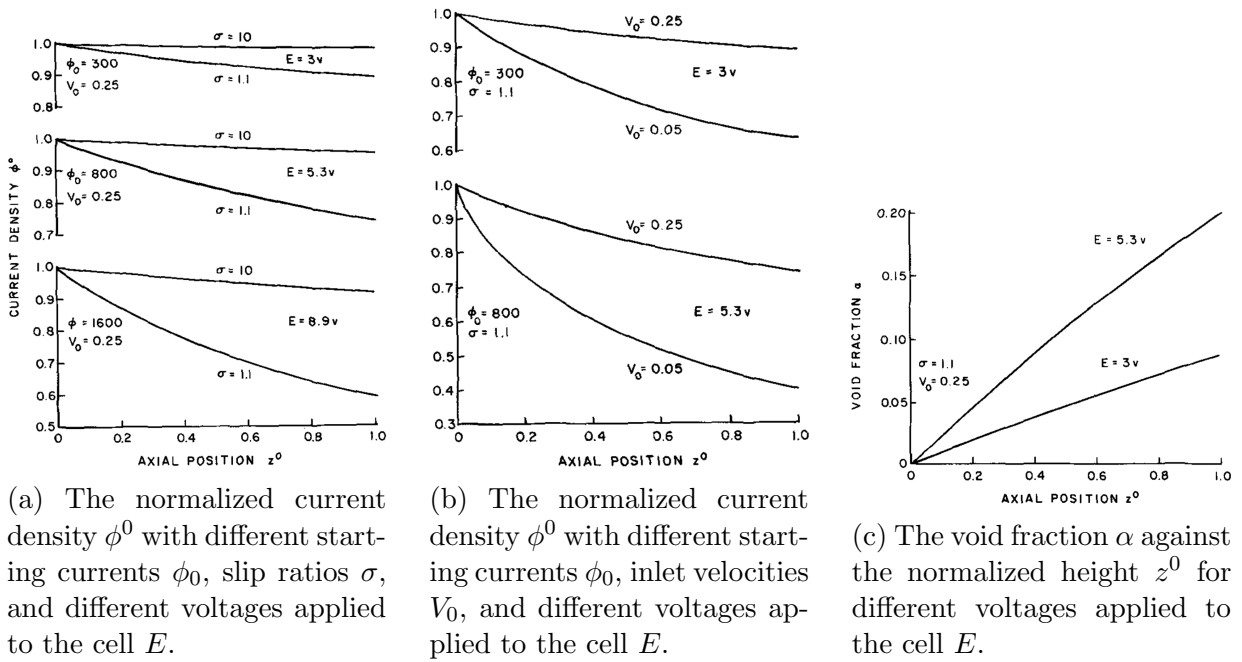 CURRENT DENSITY φ°
1.0
0.9
0.8
σ = 10
E = 3v
φ₀ = 300
V₀ = 0.25
σ = 1.1
1.0
0.9
0.8
0.7
σ = 10
E = 5.3v
φ₀ = 800
V₀ = 0.25
σ = 1.1
1.0
0.9
0.8
0.7
0.6
0.5
σ = 10
E = 8.9v
φ = 1600
V₀ = 0.25
σ = 1.1
0 0.2 0.4 0.6 0.8 1.0
AXIAL POSITION z⁰
(a) The normalized current
density ϕ⁰ with different start-
ing currents ϕ₀, slip ratios σ,
and different voltages applied
to the cell E.
1.0
0.9
0.8
0.7
0.6
V₀ = 0.25
φ₀ = 300
σ = 1.1
E = 3v
V₀ = 0.05
1.0
0.9
0.8
0.7
0.6
0.5
0.4
0.3
V₀ = 0.25
φ₀ = 800
σ = 1.1
E = 5.3v
V₀ = 0.05
0 0.2 0.4 0.6 0.8 1.0
AXIAL POSITION z⁰
(b) The normalized current
density ϕ⁰ with different start-
ing currents ϕ₀, inlet velocities
V₀, and different voltages ap-
plied to the cell E.
VOID FRACTION α
0.20
0.15
0.10
0.05
0
E = 5.3v
σ = 1.1
V₀ = 0.25
E = 3v
0 0.2 0.4 0.6 0.8 1.0
AXIAL POSITION z⁰
(c) The void fraction α against
the normalized height z⁰ for
different voltages applied to
the cell E.